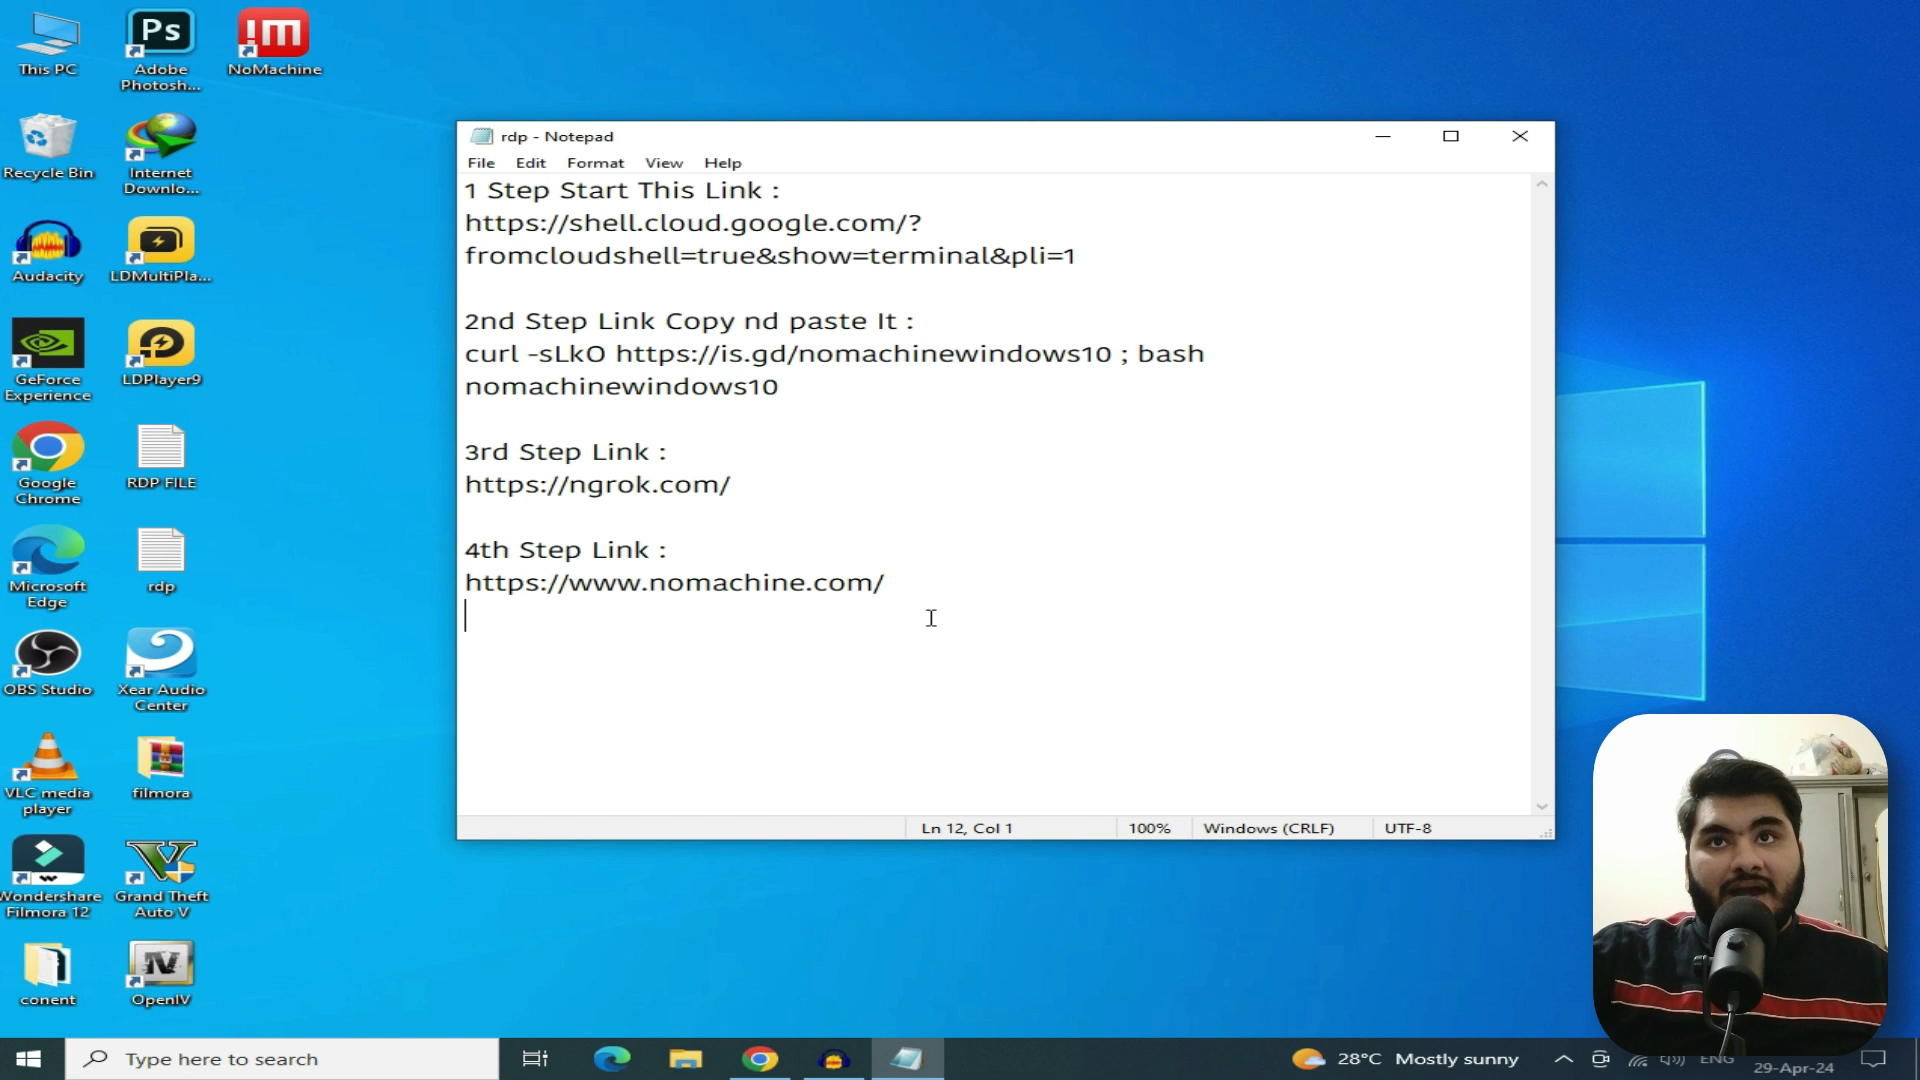 This PC
Adobe
Photosh...
NoMachine
Recycle Bin
Internet
Downlo...
Audacity
LDMultiPla...
GeForce
Experience
LDPlayer9
Google
Chrome
RDP FILE
Microsoft
Edge
rdp
OBS Studio
Xear Audio
Center
VLC media
player
filmora
Wondershare
Filmora 12
Grand Theft
Auto V
conent
OpenIV
Ps
!m
IV
rdp - Notepad
File Edit Format View Help
1 Step Start This Link :
https://shell.cloud.google.com/?
fromcloudshell=true&show=terminal&pli=1
2nd Step Link Copy nd paste It :
curl -sLkO https://is.gd/nomachinewindows10 ; bash
nomachinewindows10
3rd Step Link :
https://ngrok.com/
4th Step Link :
https://www.nomachine.com/
Ln 12, Col 1 100% Windows (CRLF) UTF-8
Type here to search
28°C Mostly sunny
ENG
29-Apr-24